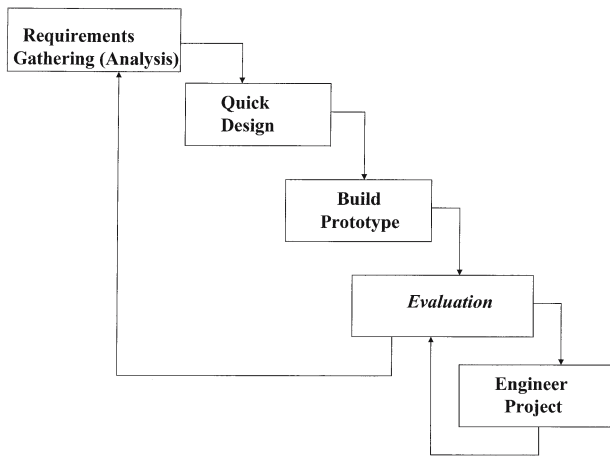 Requirements
Gathering (Analysis)
Quick
Design
Build
Prototype
Evaluation
Engineer
Project